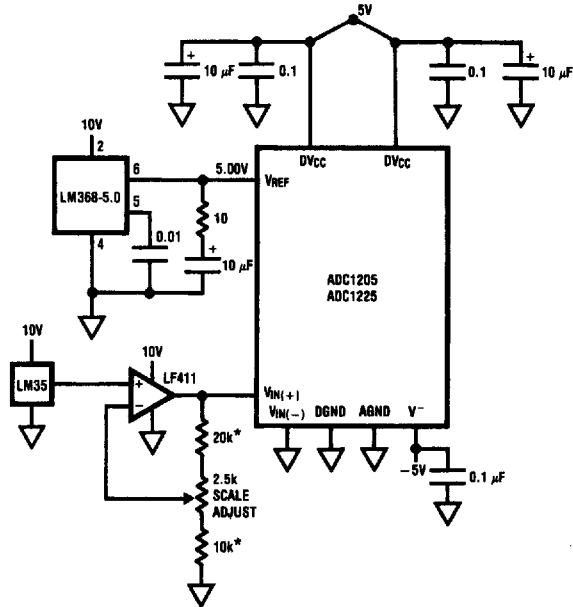 5V
+
10 µF
0.1
0.1
+
10 µF
10V
2
DVCC
DVCC
LM368-5.0
6
5.00V
VREF
5
10
0.01
+
4
10 µF
ADC1205
ADC1225
10V
10V
LF411
LM35
+
−
VIN(+)
VIN(−)
DGND
AGND
V−
20k*
−5V
0.1 µF
2.5k
SCALE
ADJUST
10k*